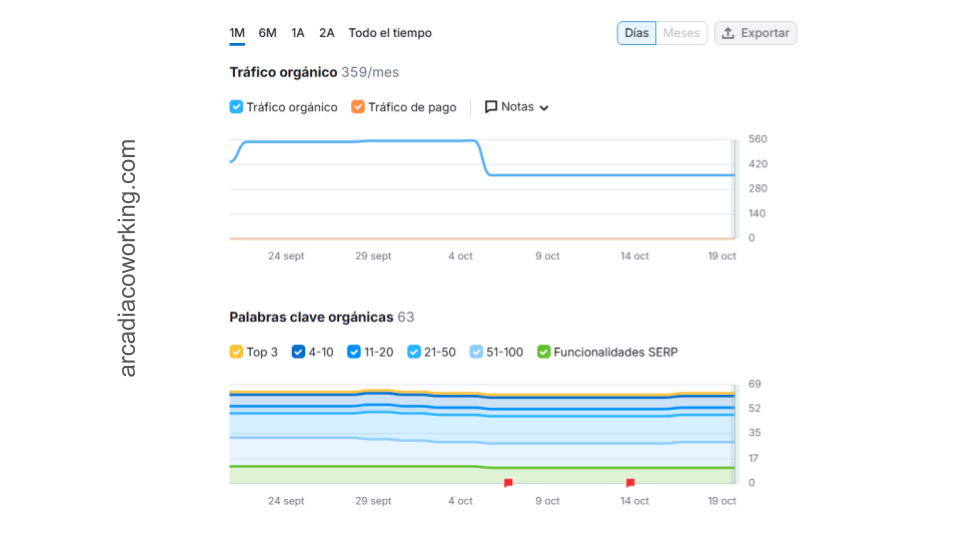 1M 6M 1A 2A Todo el tiempo Días Meses Exportar
Tráfico orgánico 359/mes
Tráfico orgánico Tráfico de pago Notas
560
420
280
140
0
24 sept 29 sept 4 oct 9 oct 14 oct 19 oct
Palabras clave orgánicas 63
Top 3 4-10 11-20 21-50 51-100 Funcionalidades SERP
69
52
35
17
0
24 sept 29 sept 4 oct 9 oct 14 oct 19 oct
arcadiacoworking.com